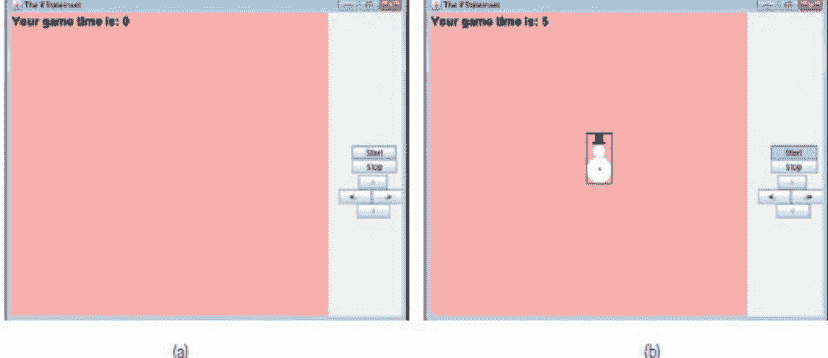 The if Statement
Your game time is: 0
Start
Stop
(a)
The if Statement
Your game time is: 5
Start
Stop
(b)